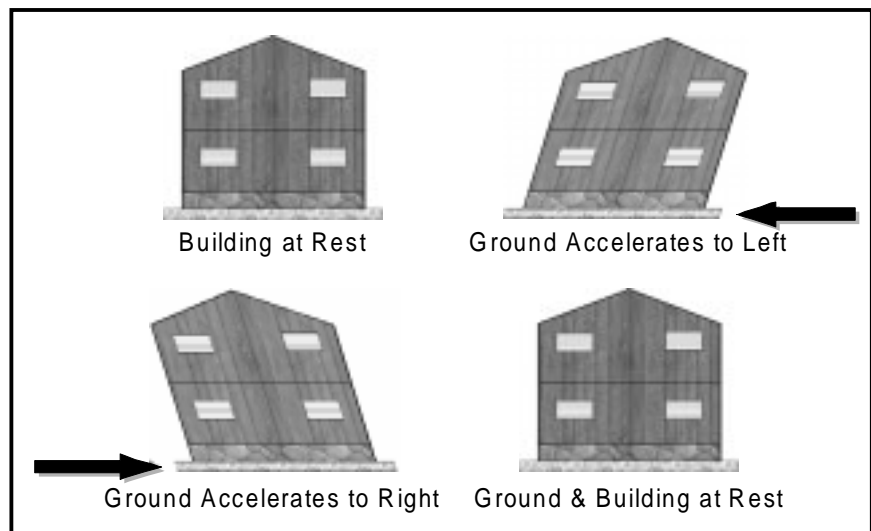 Building at Rest
Ground Accelerates to Left
Ground Accelerates to Right
Ground & Building at Rest